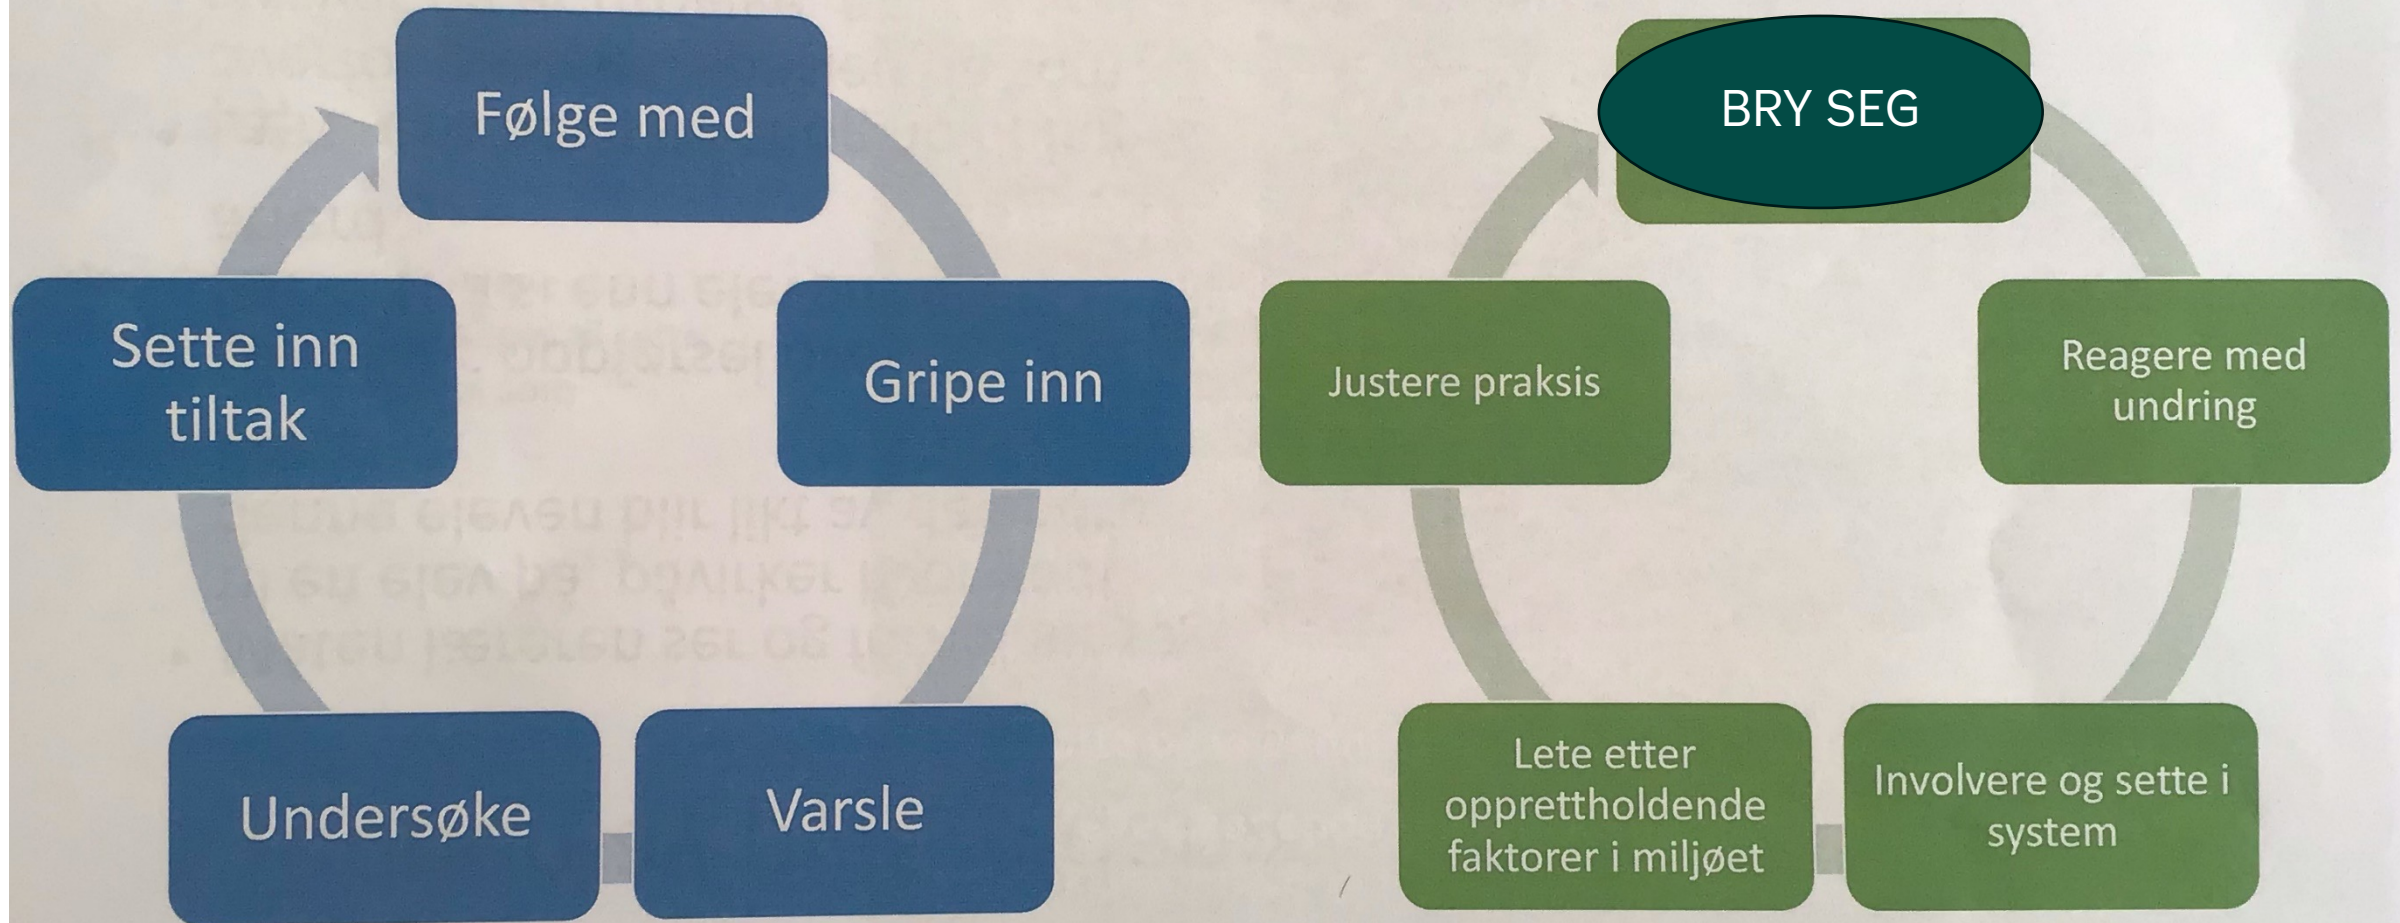 Følge med
Gripe inn
Varsle
Undersøke
Sette inn
tiltak
BRY SEG
Reagere med
undring
Involvere og sette i
system
Lete etter
opprettholdende
faktorer i miljøet
Justere praksis